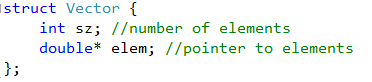 struct Vector {
    int sz; //number of elements
    double* elem; //pointer to elements
};